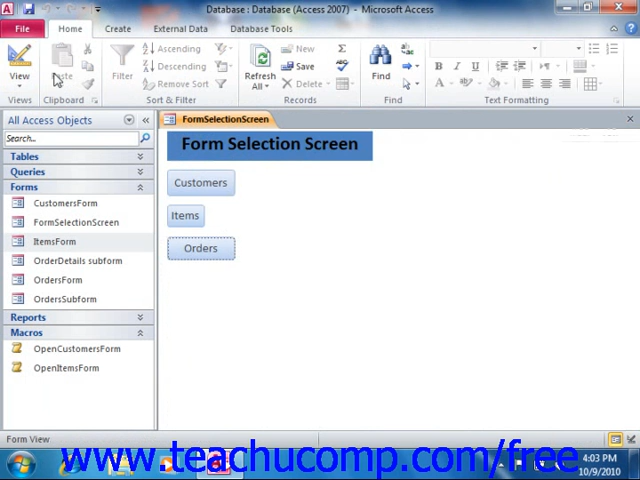 Database : Database (Access 2007) - Microsoft Access
File Home Create External Data Database Tools
View
Views
Paste
Clipboard
Filter
Ascending
Descending
Remove Sort
Sort & Filter
Refresh All
New
Save
Delete
Records
Find
Find
B I U
A
Text Formatting
All Access Objects
Search...
Tables
Queries
Forms
CustomersForm
FormSelectionScreen
ItemsForm
OrderDetails subform
OrdersForm
OrdersSubform
Reports
Macros
OpenCustomersForm
OpenItemsForm
FormSelectionScreen
Form Selection Screen
Customers
Items
Orders
Form View
www.teachucomp.com/free
4:03 PM
10/9/2010